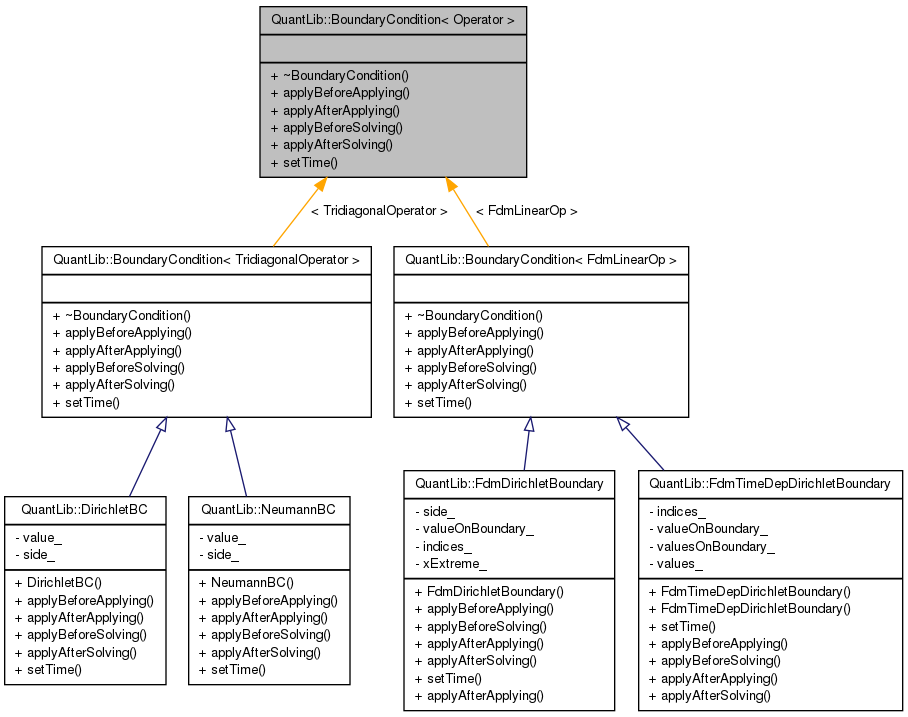 QuantLib::BoundaryCondition< Operator >
+ ~BoundaryCondition()
+ applyBeforeApplying()
+ applyAfterApplying()
+ applyBeforeSolving()
+ applyAfterSolving()
+ setTime()
< TridiagonalOperator >
< FdmLinearOp >
QuantLib::BoundaryCondition< TridiagonalOperator >
+ ~BoundaryCondition()
+ applyBeforeApplying()
+ applyAfterApplying()
+ applyBeforeSolving()
+ applyAfterSolving()
+ setTime()
QuantLib::BoundaryCondition< FdmLinearOp >
+ ~BoundaryCondition()
+ applyBeforeApplying()
+ applyAfterApplying()
+ applyBeforeSolving()
+ applyAfterSolving()
+ setTime()
QuantLib::DirichletBC
- value_
- side_
+ DirichletBC()
+ applyBeforeApplying()
+ applyAfterApplying()
+ applyBeforeSolving()
+ applyAfterSolving()
+ setTime()
QuantLib::NeumannBC
- value_
- side_
+ NeumannBC()
+ applyBeforeApplying()
+ applyAfterApplying()
+ applyBeforeSolving()
+ applyAfterSolving()
+ setTime()
QuantLib::FdmDirichletBoundary
- side_
- valueOnBoundary_
- indices_
- xExtreme_
+ FdmDirichletBoundary()
+ applyBeforeApplying()
+ applyBeforeSolving()
+ applyAfterApplying()
+ applyAfterSolving()
+ setTime()
+ applyAfterApplying()
QuantLib::FdmTimeDepDirichletBoundary
- indices_
- valueOnBoundary_
- valuesOnBoundary_
- values_
+ FdmTimeDepDirichletBoundary()
+ FdmTimeDepDirichletBoundary()
+ setTime()
+ applyBeforeApplying()
+ applyBeforeSolving()
+ applyAfterApplying()
+ applyAfterSolving()